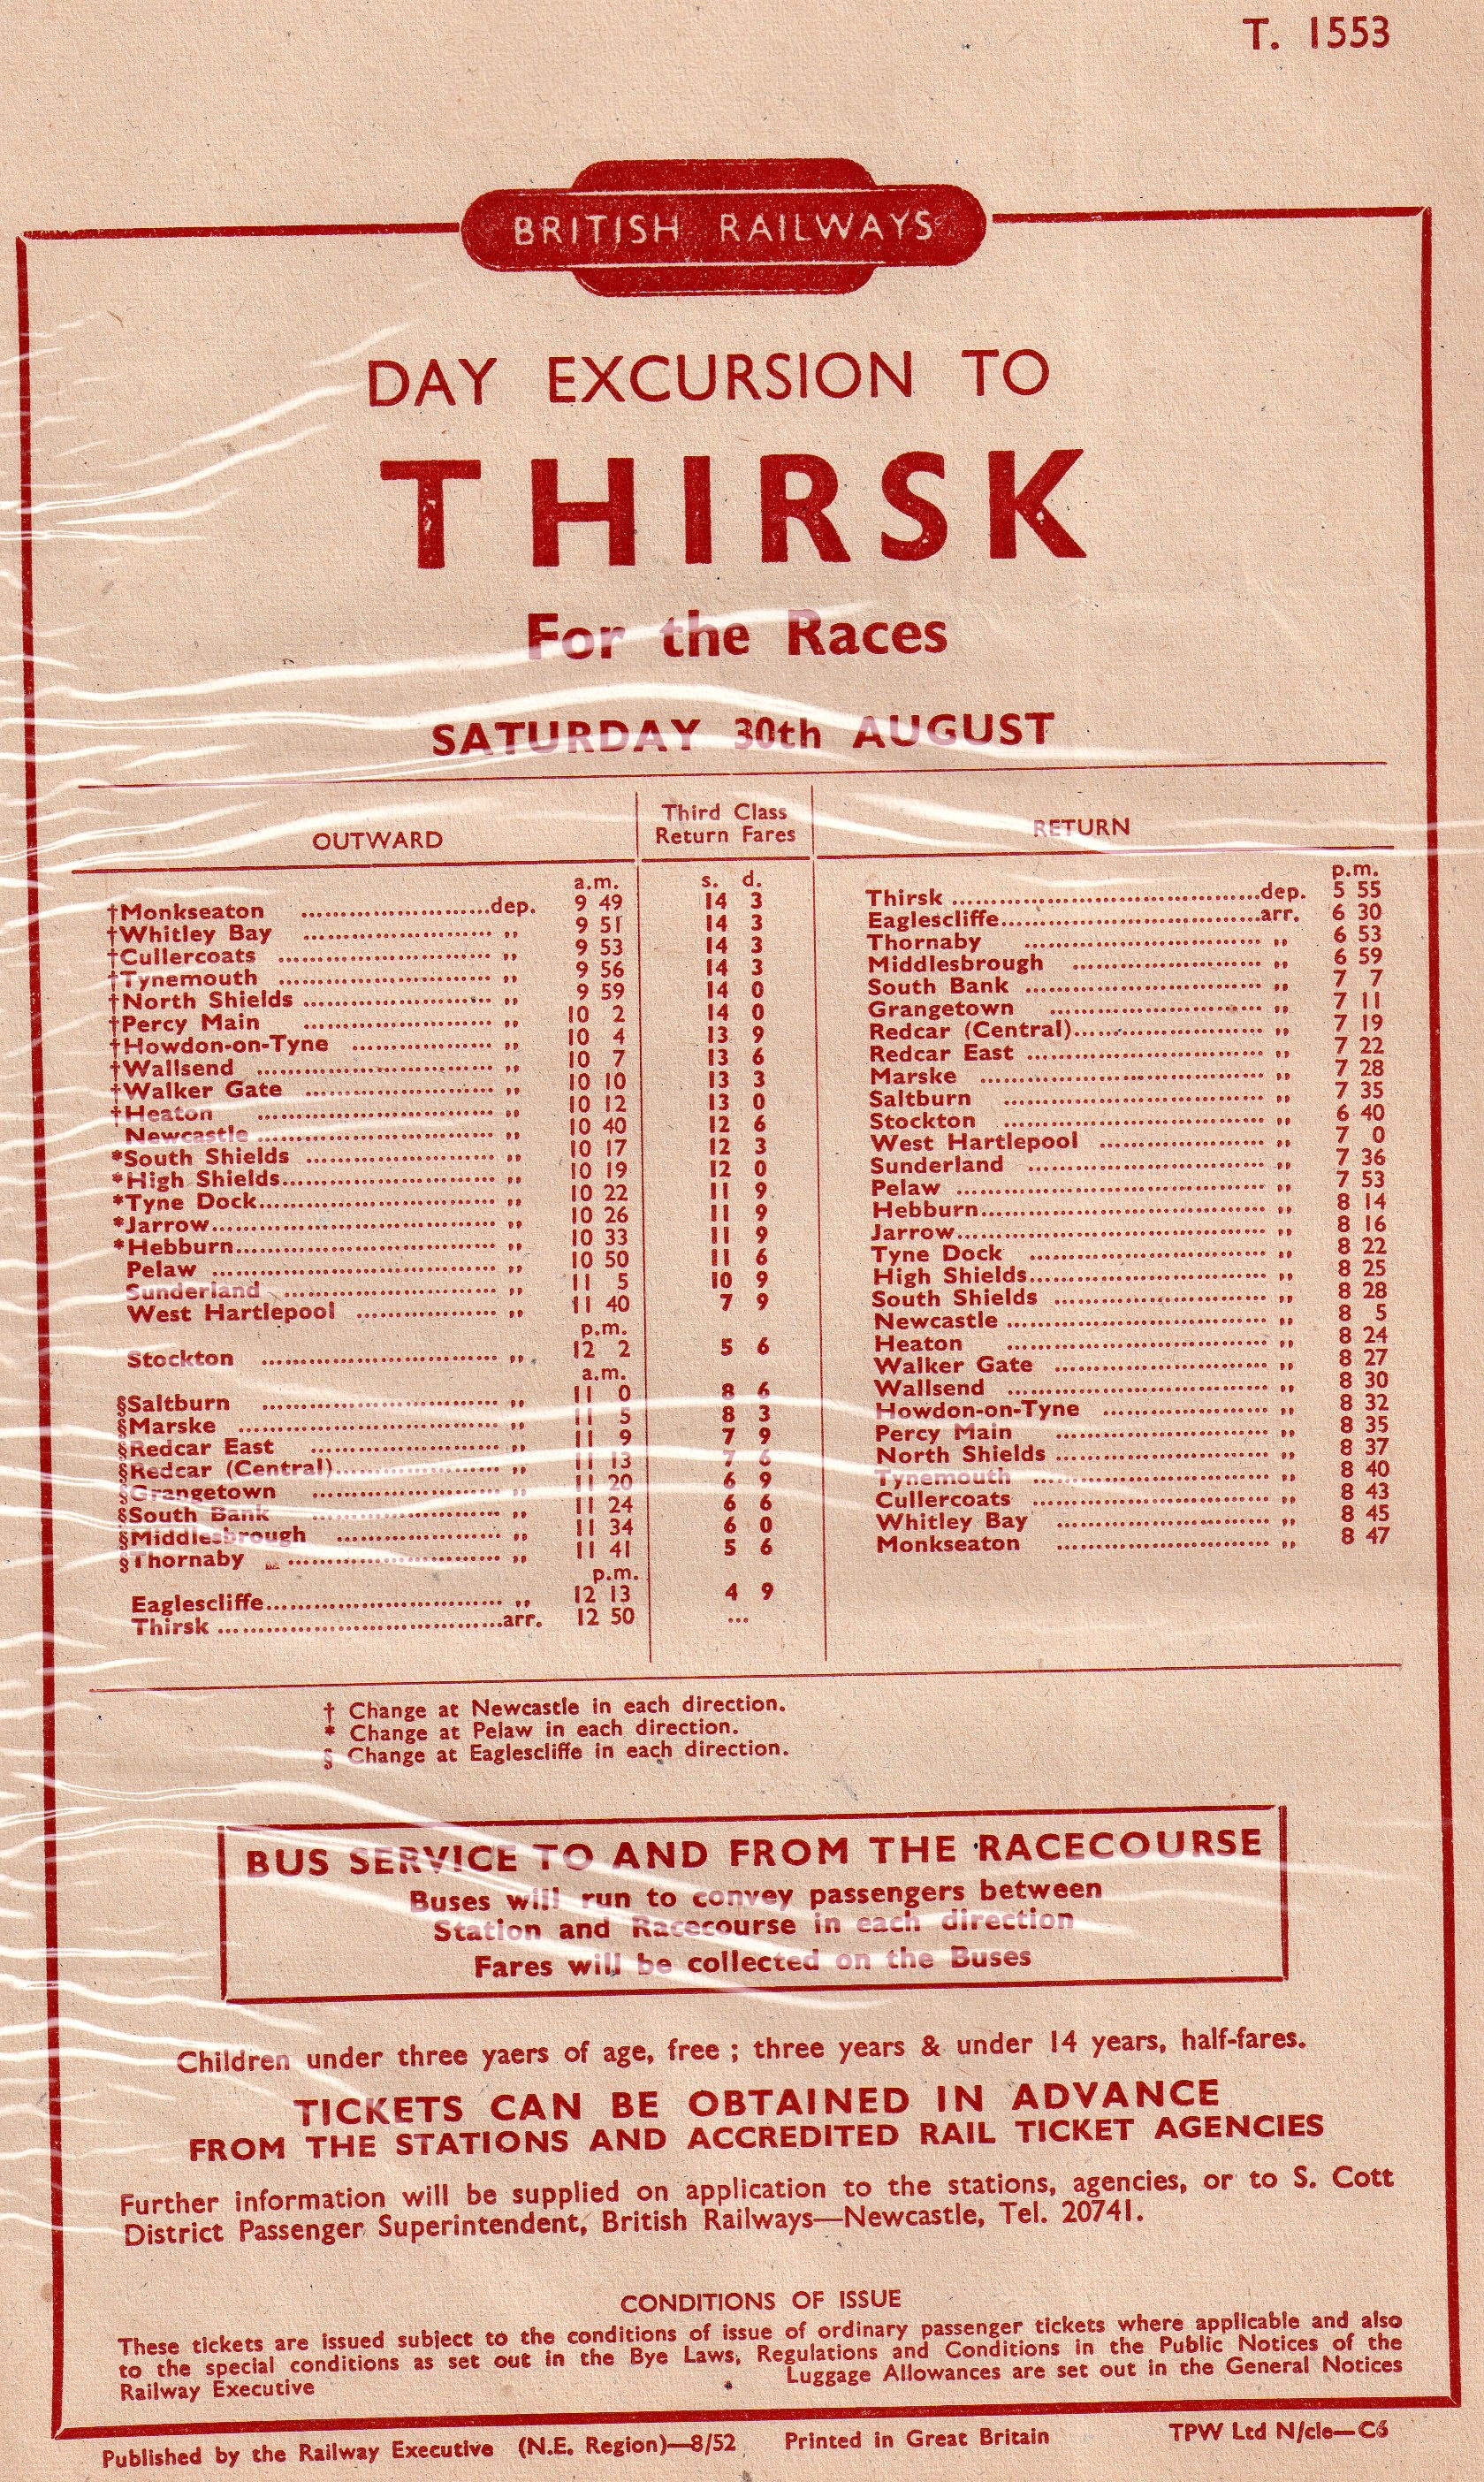 T. 1553
BRITISH RAILWAYS
DAY EXCURSION TO
THIRSK
For the Races
SATURDAY 30th AUGUST
OUTWARD
Third Class
Return Fares
a.m. s. d.
†Monkseaton ........................dep. 9 49 14 3
†Whitley Bay ........................ ,, 9 51 14 3
†Cullercoats ........................ ,, 9 53 14 3
†Tynemouth ........................ ,, 9 56 14 3
†North Shields ........................ ,, 9 59 14 0
†Percy Main ........................ ,, 10 2 14 0
†Howdon-on-Tyne ........................ ,, 10 4 13 9
†Wallsend ........................ ,, 10 7 13 6
†Walker Gate ........................ ,, 10 10 13 3
†Heaton ........................ ,, 10 12 13 0
Newcastle ........................ ,, 10 40 12 6
*South Shields ........................ ,, 10 17 12 3
*High Shields........................ ,, 10 19 12 0
*Tyne Dock........................ ,, 10 22 11 9
*Jarrow........................ ,, 10 26 11 9
*Hebburn........................ ,, 10 33 11 9
Pelaw ........................ ,, 10 50 11 6
Sunderland ........................ ,, 11 5 10 9
West Hartlepool ........................ ,, 11 40 7 9
p.m.
Stockton ........................ ,, 12 2 5 6
a.m.
§Saltburn ........................ ,, 11 0 8 6
§Marske ........................ ,, 11 5 8 3
§Redcar East ........................ ,, 11 9 7 9
§Redcar (Central)........................ ,, 11 13 7 6
§Grangetown ........................ ,, 11 20 6 9
§South Bank ........................ ,, 11 24 6 6
§Middlesbrough ........................ ,, 11 34 6 0
§Thornaby ........................ ,, 11 41 5 6
p.m.
Eaglescliffe........................ ,, 12 13 4 9
Thirsk ........................arr. 12 50 ...
RETURN
p.m.
Thirsk ........................dep. 5 55
Eaglescliffe........................arr. 6 30
Thornaby ........................ ,, 6 53
Middlesbrough ........................ ,, 6 59
South Bank ........................ ,, 7 7
Grangetown ........................ ,, 7 11
Redcar (Central)........................ ,, 7 19
Redcar East ........................ ,, 7 22
Marske ........................ ,, 7 28
Saltburn ........................ ,, 7 35
Stockton ........................ ,, 6 40
West Hartlepool ........................ ,, 7 0
Sunderland ........................ ,, 7 36
Pelaw ........................ ,, 7 53
Hebburn........................ ,, 8 14
Jarrow........................ ,, 8 16
Tyne Dock ........................ ,, 8 22
High Shields........................ ,, 8 25
South Shields ........................ ,, 8 28
Newcastle ........................ ,, 8 5
Heaton ........................ ,, 8 24
Walker Gate ........................ ,, 8 27
Wallsend ........................ ,, 8 30
Howdon-on-Tyne ........................ ,, 8 32
Percy Main ........................ ,, 8 35
North Shields ........................ ,, 8 37
Tynemouth ........................ ,, 8 40
Cullercoats ........................ ,, 8 43
Whitley Bay ........................ ,, 8 45
Monkseaton ........................ ,, 8 47
† Change at Newcastle in each direction.
* Change at Pelaw in each direction.
§ Change at Eaglescliffe in each direction.
BUS SERVICE TO AND FROM THE RACECOURSE
Buses will run to convey passengers between
Station and Racecourse in each direction
Fares will be collected on the Buses
Children under three yaers of age, free ; three years & under 14 years, half-fares.
TICKETS CAN BE OBTAINED IN ADVANCE
FROM THE STATIONS AND ACCREDITED RAIL TICKET AGENCIES
Further information will be supplied on application to the stations, agencies, or to S. Cott
District Passenger Superintendent, British Railways—Newcastle, Tel. 20741.
CONDITIONS OF ISSUE
These tickets are issued subject to the conditions of issue of ordinary passenger tickets where applicable and also
to the special conditions as set out in the Bye Laws, Regulations and Conditions in the Public Notices of the
Railway Executive Luggage Allowances are set out in the General Notices
Published by the Railway Executive (N.E. Region)—8/52 Printed in Great Britain TPW Ltd N/cle—C6